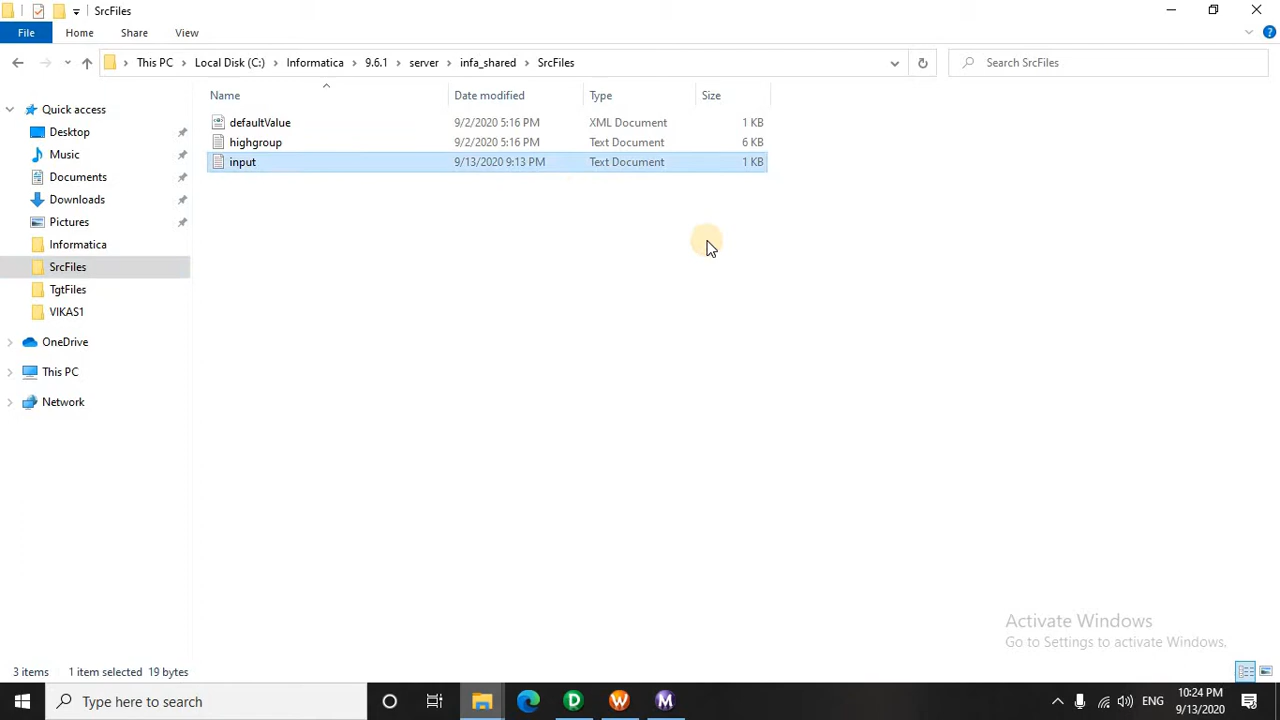 SrcFiles
File Home Share View
This PC Local Disk (C:) Informatica 9.6.1 server infa_shared SrcFiles Search SrcFiles
Name Date modified Type Size
Quick access
defaultValue 9/2/2020 5:16 PM XML Document 1 KB
Desktop
highgroup 9/2/2020 5:16 PM Text Document 6 KB
Music
input 9/13/2020 9:13 PM Text Document 1 KB
Documents
Downloads
Pictures
Informatica
SrcFiles
TgtFiles
VIKAS1
OneDrive
This PC
Network
Activate Windows
Go to Settings to activate Windows.
3 items 1 item selected 19 bytes
Type here to search
D W M
ENG
10:24 PM
9/13/2020